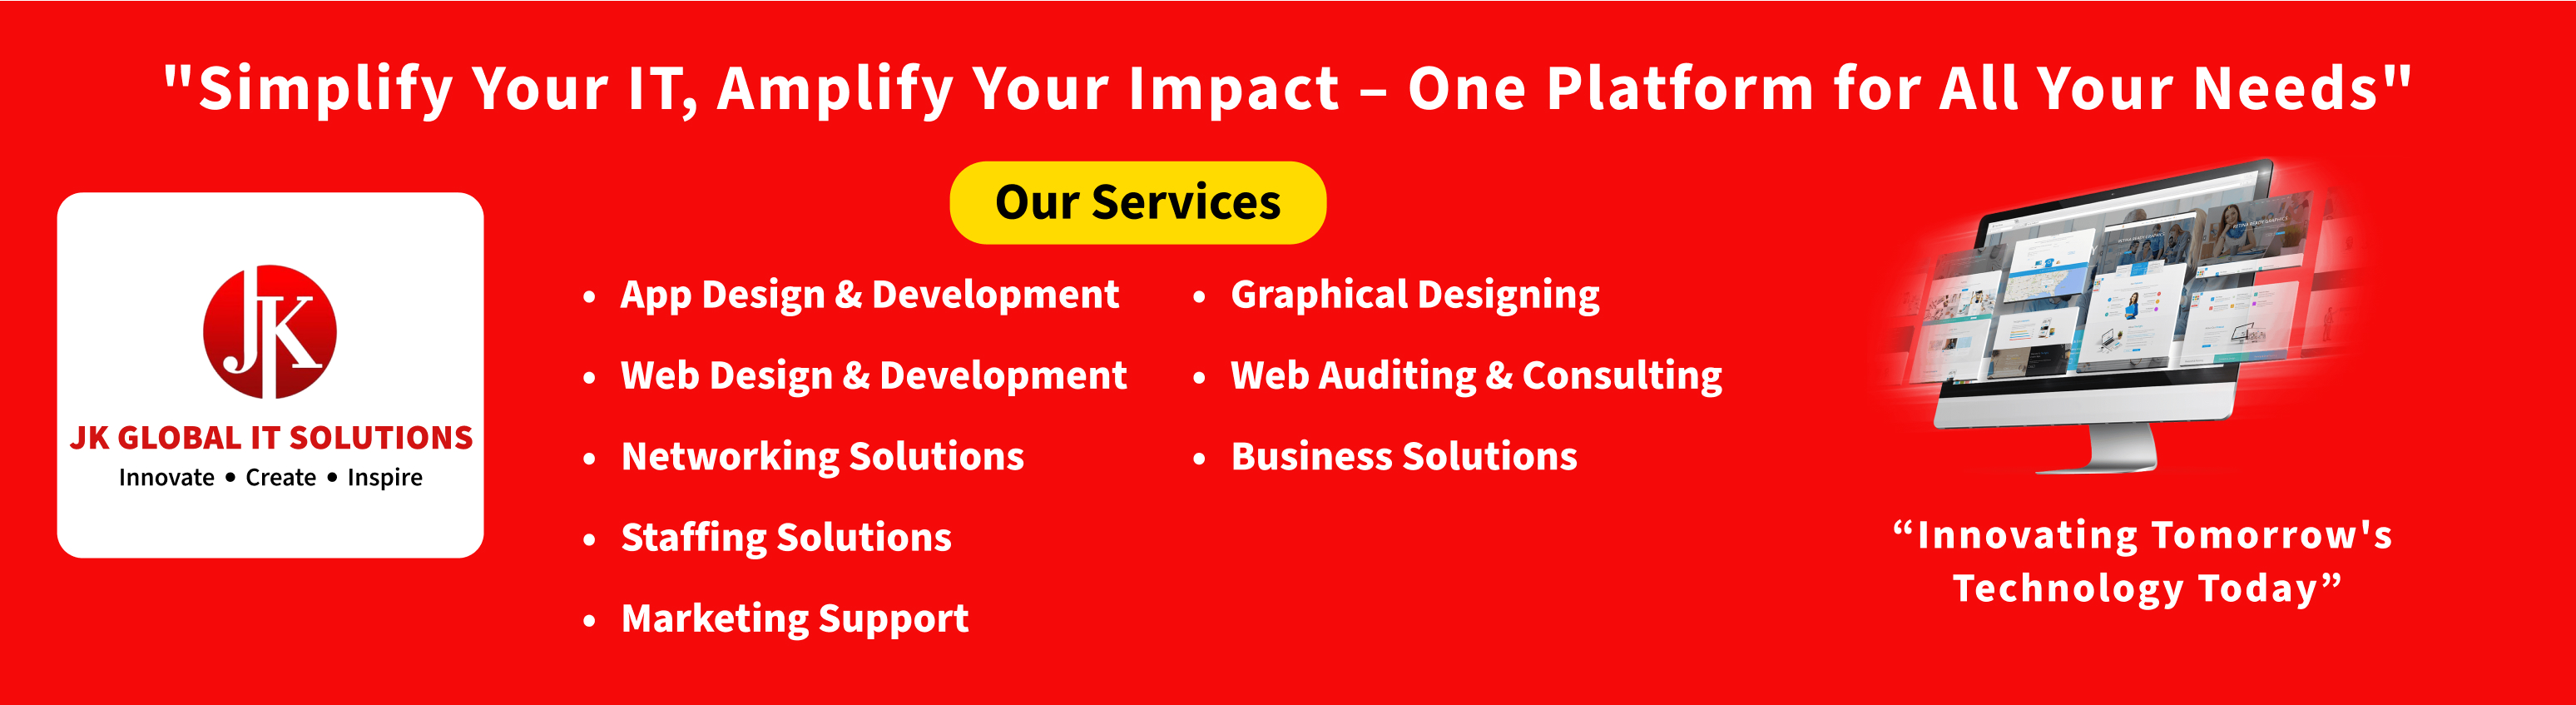 "Simplify Your IT, Amplify Your Impact – One Platform for All Your Needs"
Our Services
JK
JK GLOBAL IT SOLUTIONS
Innovate • Create • Inspire
• App Design & Development
• Web Design & Development
• Networking Solutions
• Staffing Solutions
• Marketing Support
• Graphical Designing
• Web Auditing & Consulting
• Business Solutions
“Innovating Tomorrow's
Technology Today”